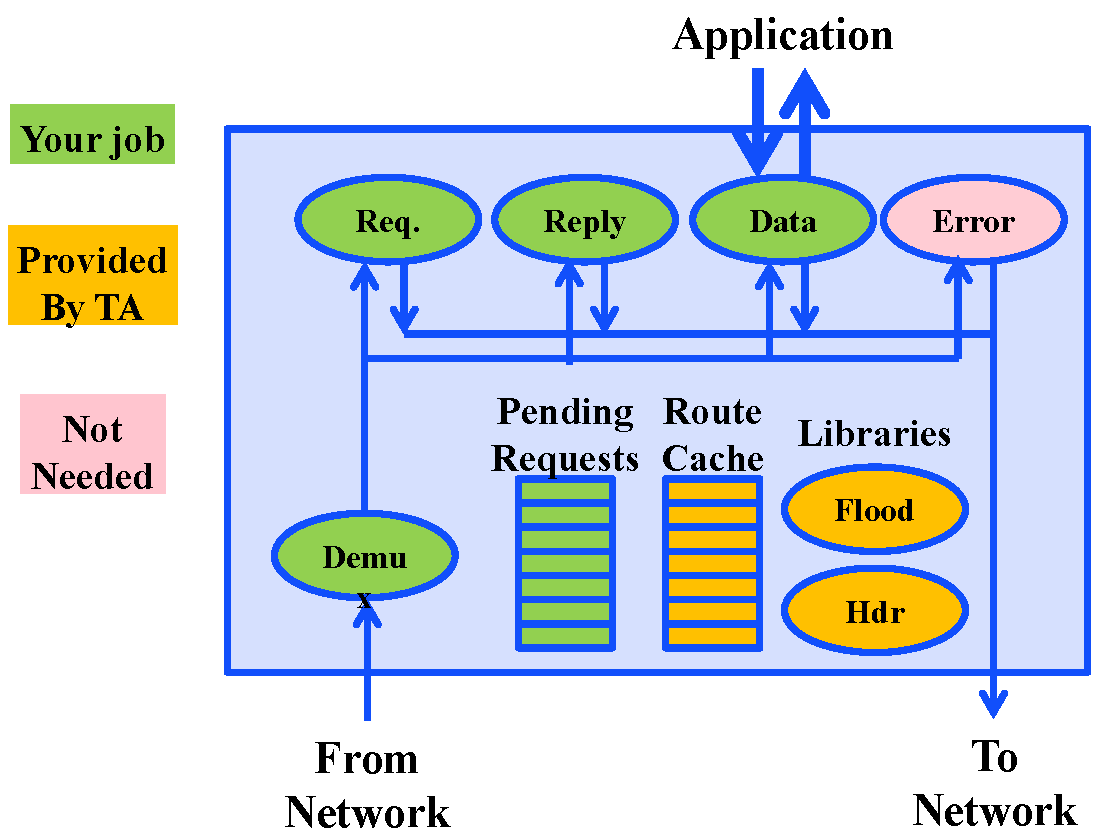 Application
Your job
Provided
By TA
Not
Needed
Req.
Reply
Data
Error
Pending
Requests
Route
Cache
Libraries
Flood
Hdr
Demu
x
From
Network
To
Network